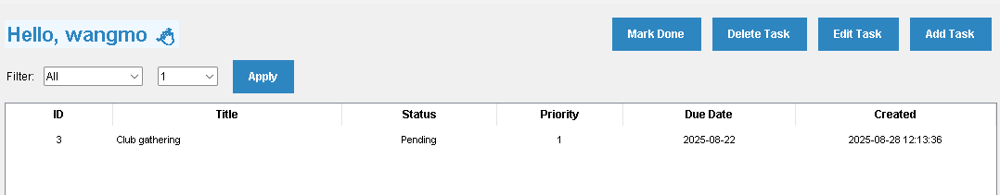 Hello, wangmo
Mark Done Delete Task Edit Task Add Task
Filter: All 1 Apply
ID Title Status Priority Due Date Created
3 Club gathering Pending 1 2025-08-22 2025-08-28 12:13:36